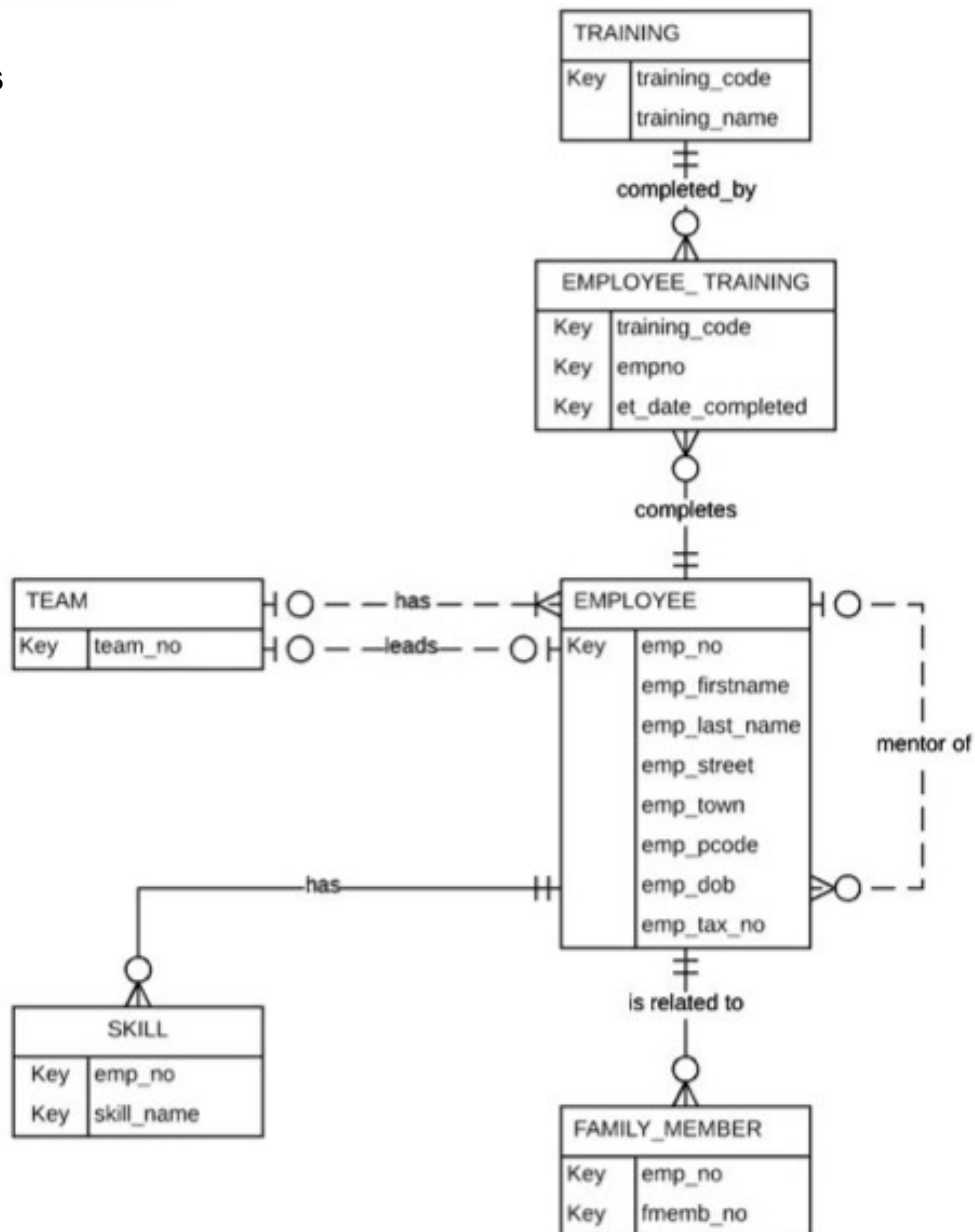 s
TRAINING
Key training_code
training_name
completed_by
EMPLOYEE_ TRAINING
Key training_code
Key empno
Key et_date_completed
completes
TEAM
Key team_no
has
leads
EMPLOYEE
Key emp_no
emp_firstname
emp_last_name
emp_street
emp_town
emp_pcode
emp_dob
emp_tax_no
mentor of
has
is related to
SKILL
Key emp_no
Key skill_name
FAMILY_MEMBER
Key emp_no
Key fmemb_no